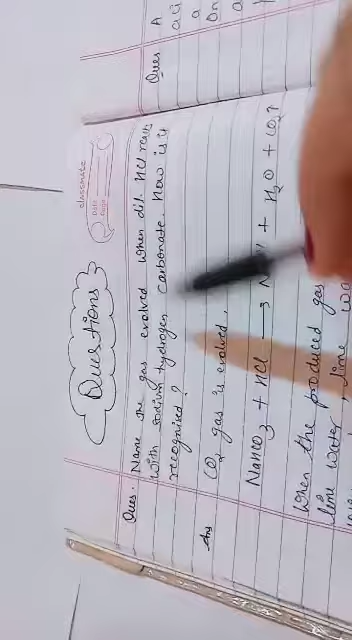 classmate
Date
Page
Questions
Ques. Name the gas evolved when dil. HCl reacts
with sodium hydrogen carbonate. How is it
recognised?
Ans CO2 gas is evolved.
NaHCO3 + HCl → + H2O + CO2↑
When the produced gas
lime water, lime wa
Ques A